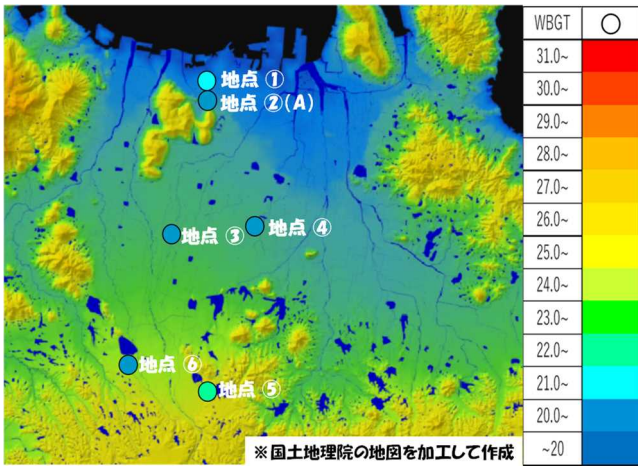 地点 ①
地点 ②(A)
地点 ③
地点 ④
地点 ⑥
地点 ⑤
※国土地理院の地図を加工して作成
WBGT ○
31.0~
30.0~
29.0~
28.0~
27.0~
26.0~
25.0~
24.0~
23.0~
22.0~
21.0~
20.0~
~20